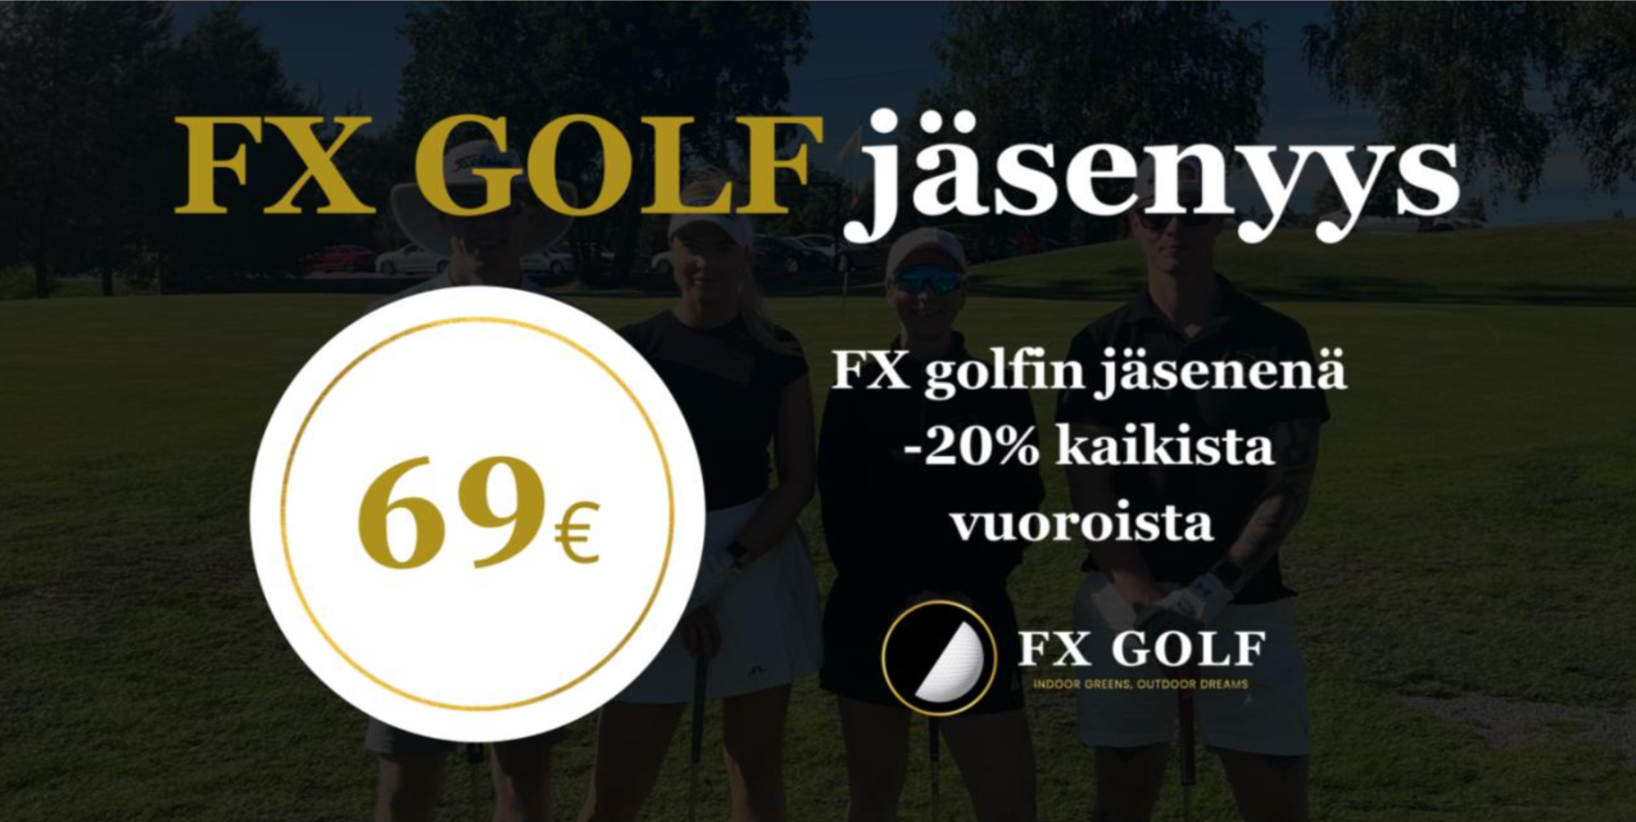 FX GOLF jäsenyys
69€
FX golfin jäsenenä
-20% kaikista
vuoroista
FX GOLF
INDOOR GREENS, OUTDOOR DREAMS